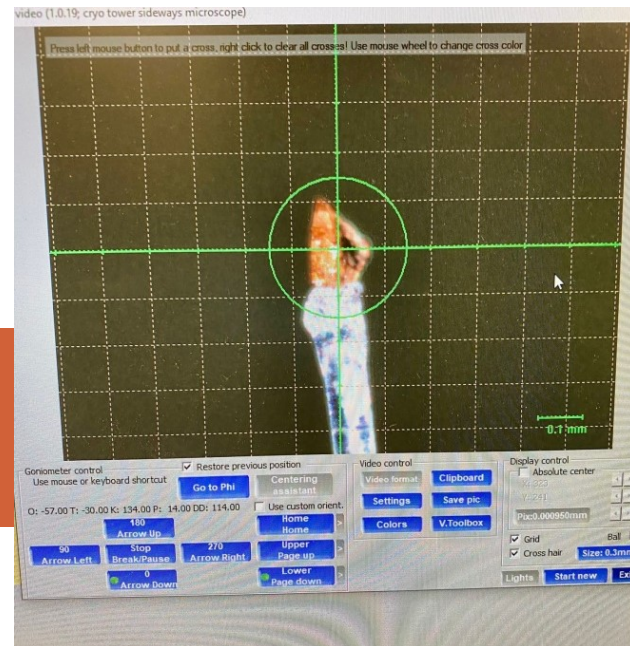 video (1.0.19; cryo tower sideways microscope)
Press left mouse button to put a cross, right click to clear all crosses! Use mouse wheel to change cross color
0.1 mm
Goniometer control
Restore previous position
Use mouse or keyboard shortcut
Go to Phi
Centering assistant
O: -57.00 T: -30.00 K: 134.00 P: 14.00 DD: 114.00
Use custom orient.
180
Arrow Up
Home
Home
90
Arrow Left
Stop
Break/Pause
270
Arrow Right
Upper
Page up
0
Arrow Down
Lower
Page down
Video control
Video format
Clipboard
Settings
Save pic
Colors
V.Toolbox
Display control
Absolute center
Pix:0.000950mm
Grid
Ball
Cross hair
Size: 0.3mm
Lights
Start new